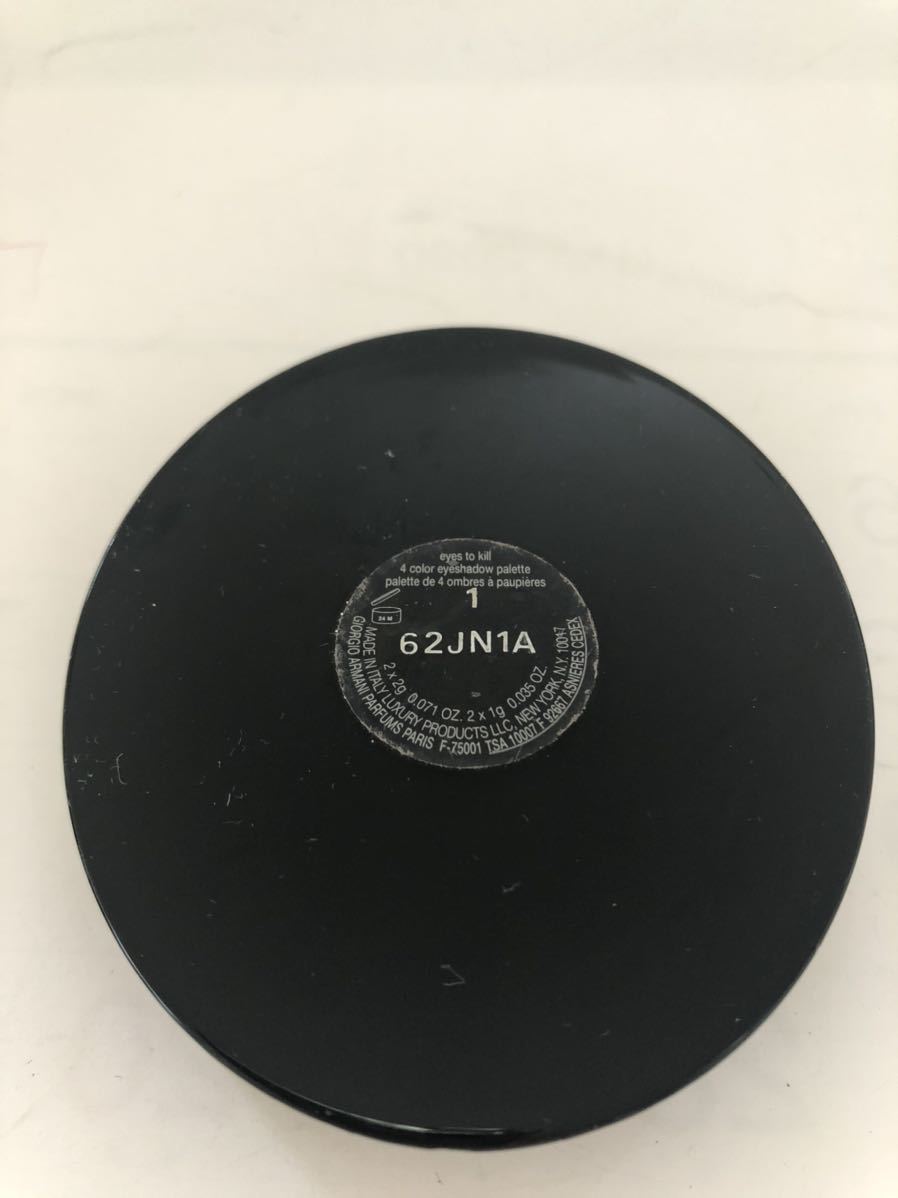 eyes to kill
4 color eyeshadow palette
palette de 4 ombres à paupières
1
24 M
62JN1A
2 x 2g 0.071 OZ. 2 x 1g 0.035 OZ.
MADE IN ITALY LUXURY PRODUCTS LLC, NEW YORK, N.Y. 10047
GIORGIO ARMANI PARFUMS PARIS F-75001 TSA 10007 F 92667 ASNIERES CEDEX